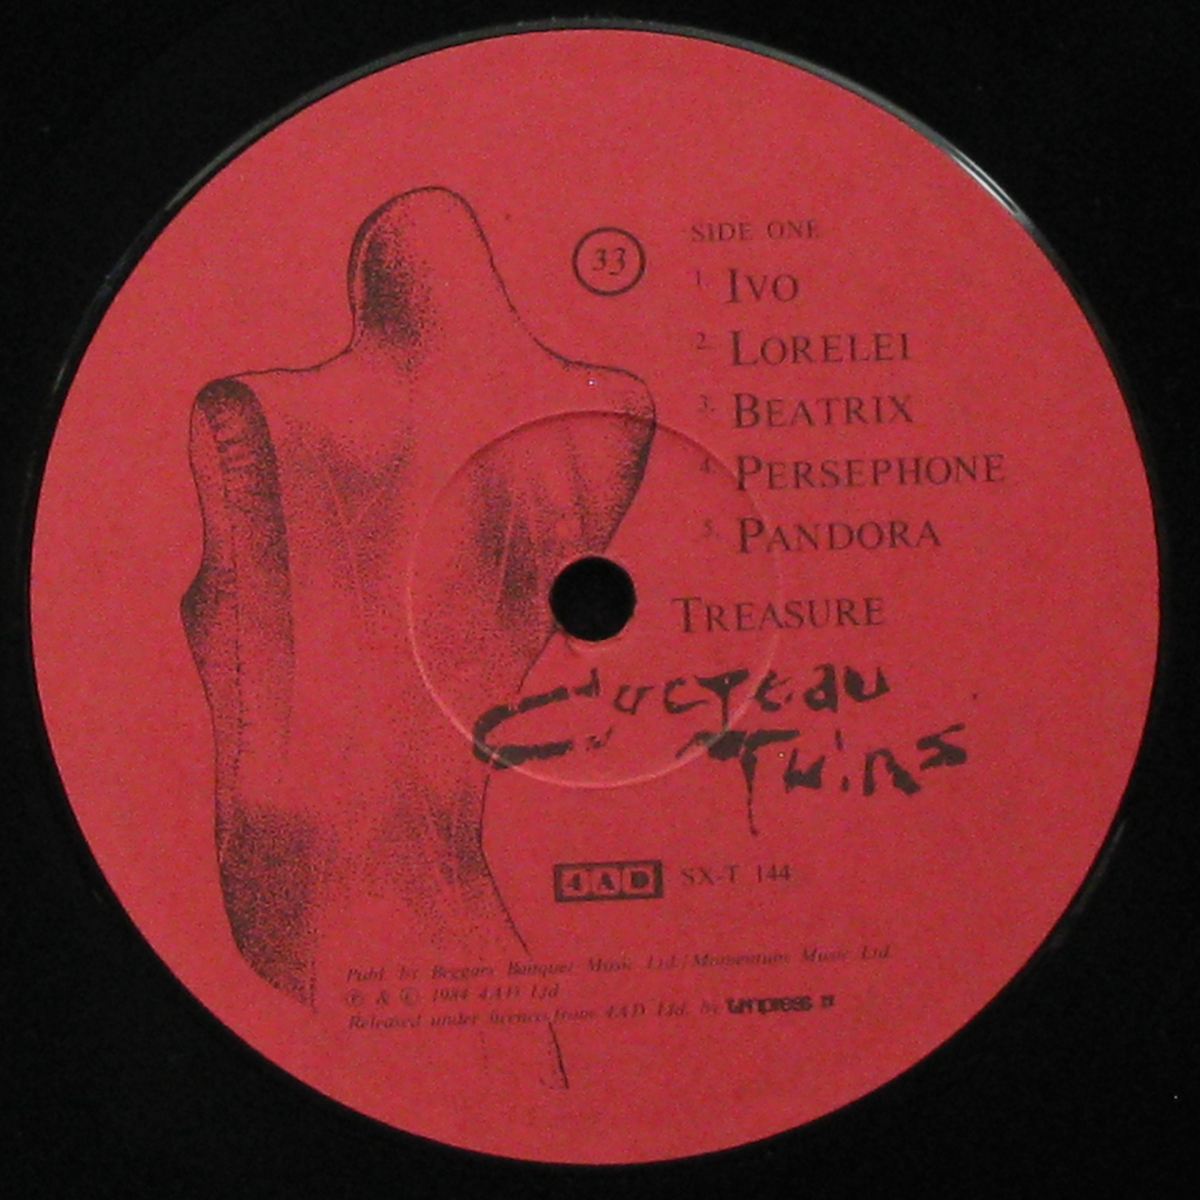 33
SIDE ONE
1. IVO
2. LORELEI
3. BEATRIX
4. PERSEPHONE
5. PANDORA
TREASURE
Cocteau
Twins
4AD SX-T 144
Publ. by Beggars Banquet Music Ltd./Momentum Music Ltd.
Ⓟ & Ⓒ 1984 4AD Ltd
Released under licence from 4AD Ltd. by